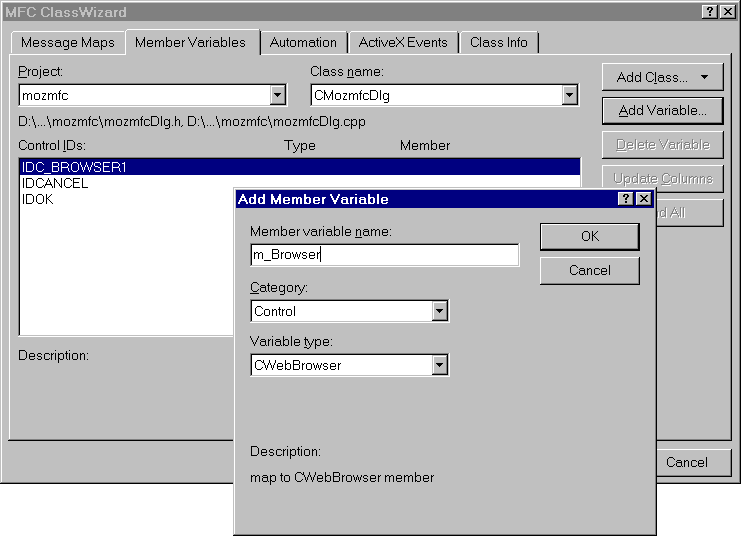 MFC ClassWizard
Message Maps Member Variables Automation ActiveX Events Class Info
Project: Class name:
mozmfc CMozmfcDlg
Add Class...
D:\...\mozmfc\mozmfcDlg.h, D:\...\mozmfc\mozmfcDlg.cpp
Add Variable...
Control IDs: Type Member
Delete Variable
IDC_BROWSER1
IDCANCEL
Update Columns
IDOK
All
Add Member Variable
Member variable name:
m_Browser
OK
Cancel
Category:
Control
Variable type:
CWebBrowser
Description:
Description:
map to CWebBrowser member
Cancel